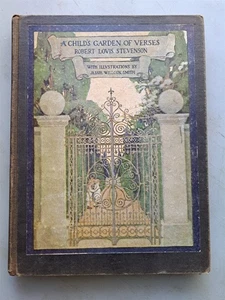 A CHILD'S GARDEN OF VERSES
ROBERT LOUIS STEVENSON
WITH ILLUSTRATIONS BY
JESSIE WILLCOX SMITH